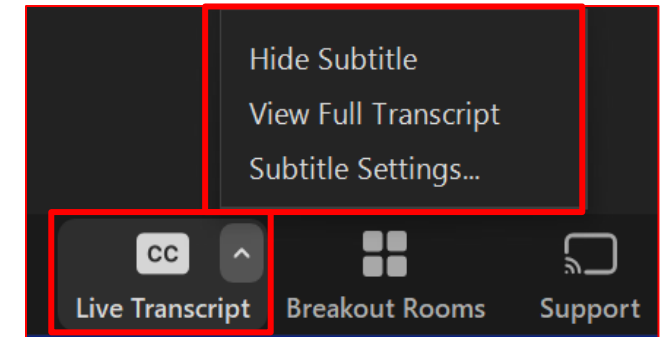 Hide Subtitle
View Full Transcript
Subtitle Settings...
CC
Live Transcript
Breakout Rooms
Support